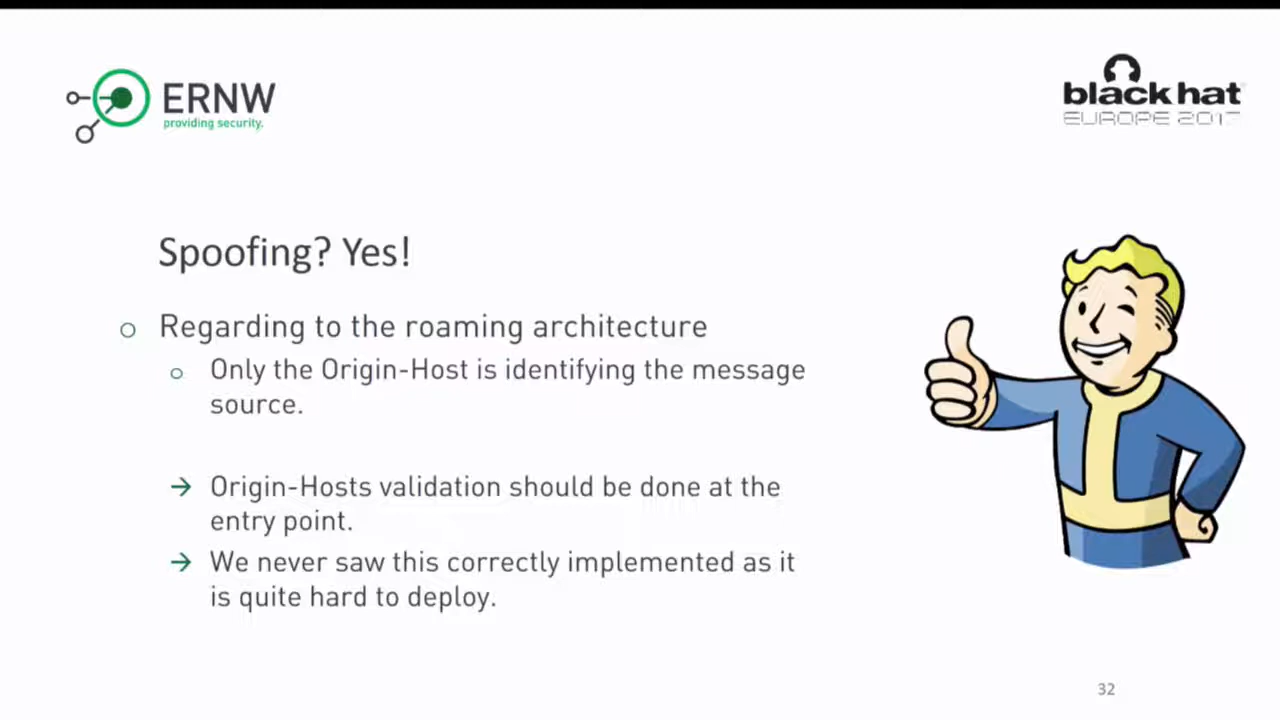 ERNW
providing security.
black hat
EUROPE 2017
Spoofing? Yes!
Regarding to the roaming architecture
Only the Origin-Host is identifying the message
source.
Origin-Hosts validation should be done at the
entry point.
We never saw this correctly implemented as it
is quite hard to deploy.
32